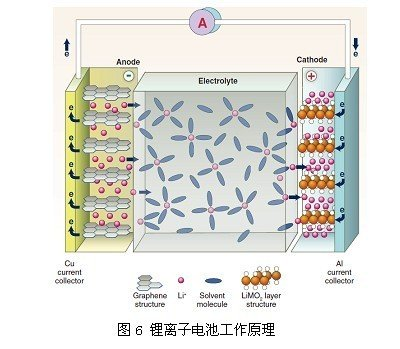 A
e
e
Anode
Cathode
Electrolyte
−
+
e
e
e
e
e
e
e
e
Cu
current
collector
Graphene
structure
Li⁺
Solvent
molecule
LiMO₂ layer
structure
Al
current
collector
图 6 锂离子电池工作原理